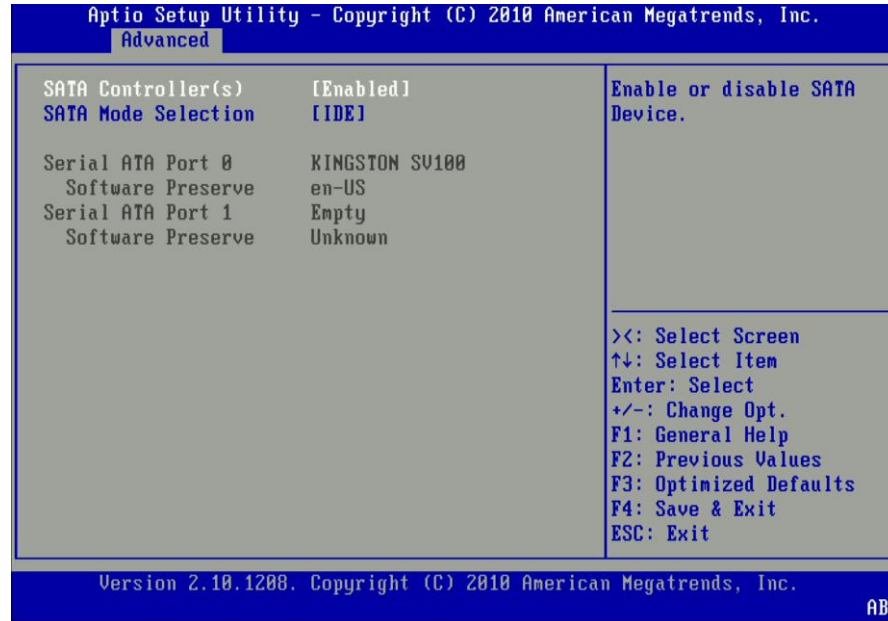 Aptio Setup Utility - Copyright (C) 2010 American Megatrends, Inc.
Advanced
SATA Controller(s) [Enabled]
SATA Mode Selection [IDE]
Serial ATA Port 0 KINGSTON SV100
Software Preserve en-US
Serial ATA Port 1 Empty
Software Preserve Unknown
Enable or disable SATA
Device.
><: Select Screen
↑↓: Select Item
Enter: Select
+/-: Change Opt.
F1: General Help
F2: Previous Values
F3: Optimized Defaults
F4: Save & Exit
ESC: Exit
Version 2.10.1208. Copyright (C) 2010 American Megatrends, Inc.
AB